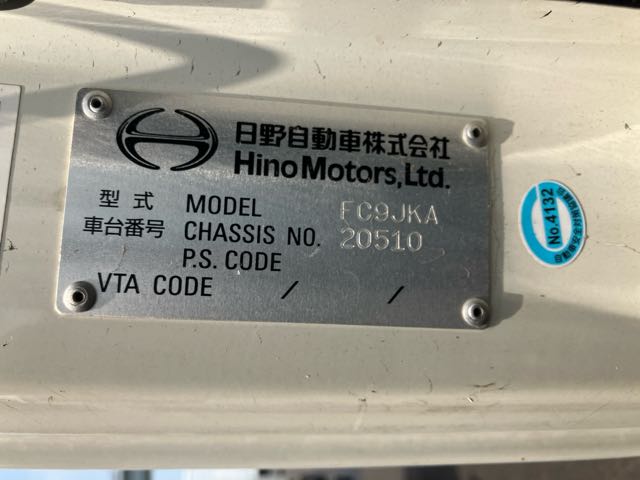 日野自動車株式会社
Hino Motors, Ltd.
型式 MODEL FC9JKA
車台番号 CHASSIS NO. 20510
P.S. CODE
VTA CODE / /
No.4132